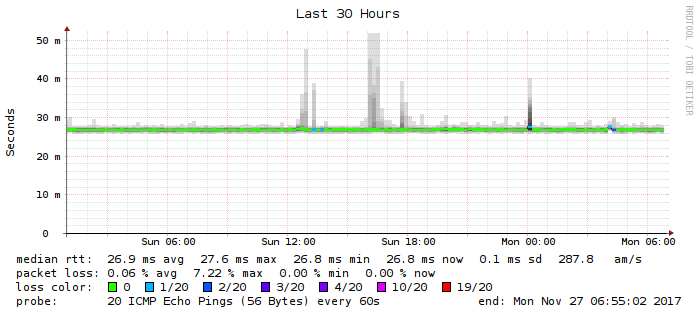 Last 30 Hours
RRDTOOL / TOBI OETIKER
Seconds
50 m
40 m
30 m
20 m
10 m
0
Sun 06:00 Sun 12:00 Sun 18:00 Mon 00:00 Mon 06:00
median rtt: 26.9 ms avg 27.6 ms max 26.8 ms min 26.8 ms now 0.1 ms sd 287.8 am/s
packet loss: 0.06 % avg 7.22 % max 0.00 % min 0.00 % now
loss color: 0 1/20 2/20 3/20 4/20 10/20 19/20
probe: 20 ICMP Echo Pings (56 Bytes) every 60s end: Mon Nov 27 06:55:02 2017